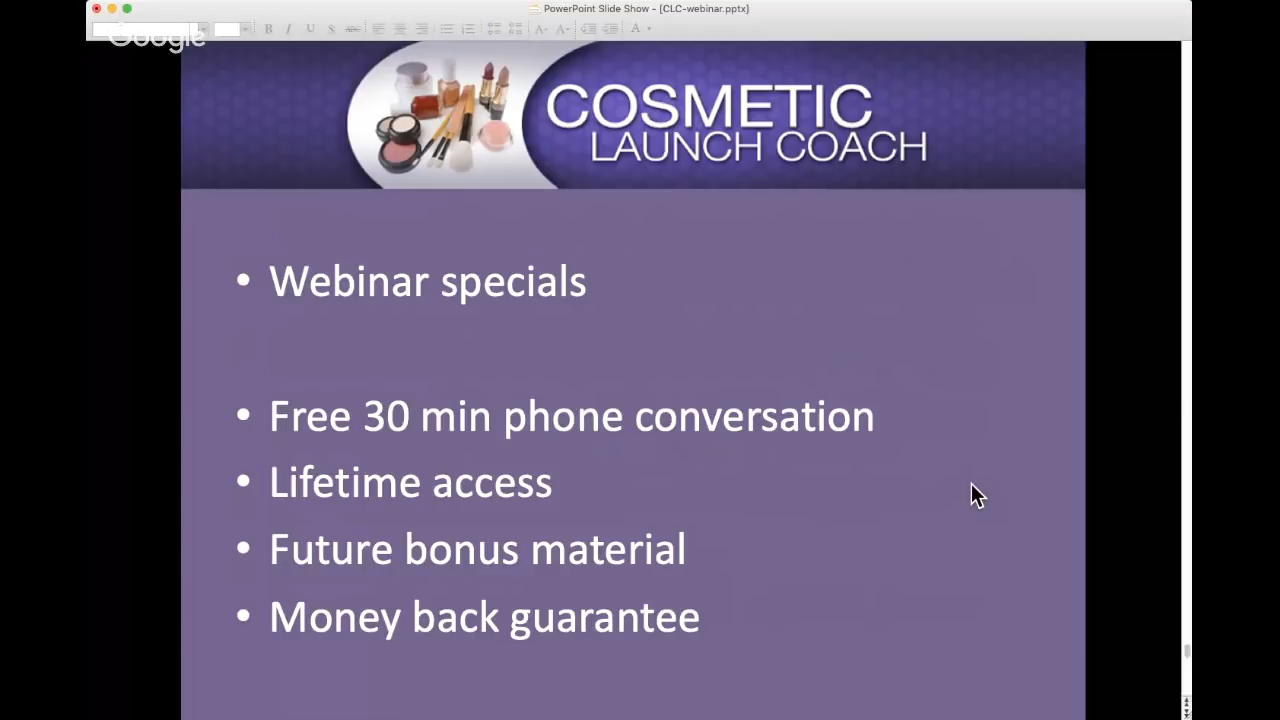 PowerPoint Slide Show - [CLC-webinar.pptx]
Google
B I U S ABC
COSMETIC
LAUNCH COACH
• Webinar specials
• Free 30 min phone conversation
• Lifetime access
• Future bonus material
• Money back guarantee